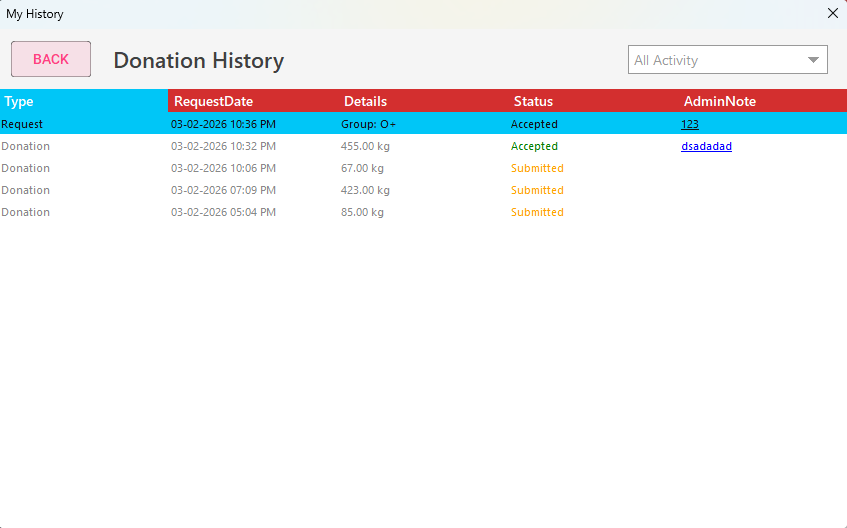 My History
BACK Donation History All Activity
Type RequestDate Details Status AdminNote
Request 03-02-2026 10:36 PM Group: O+ Accepted 123
Donation 03-02-2026 10:32 PM 455.00 kg Accepted dsadadad
Donation 03-02-2026 10:06 PM 67.00 kg Submitted
Donation 03-02-2026 07:09 PM 423.00 kg Submitted
Donation 03-02-2026 05:04 PM 85.00 kg Submitted